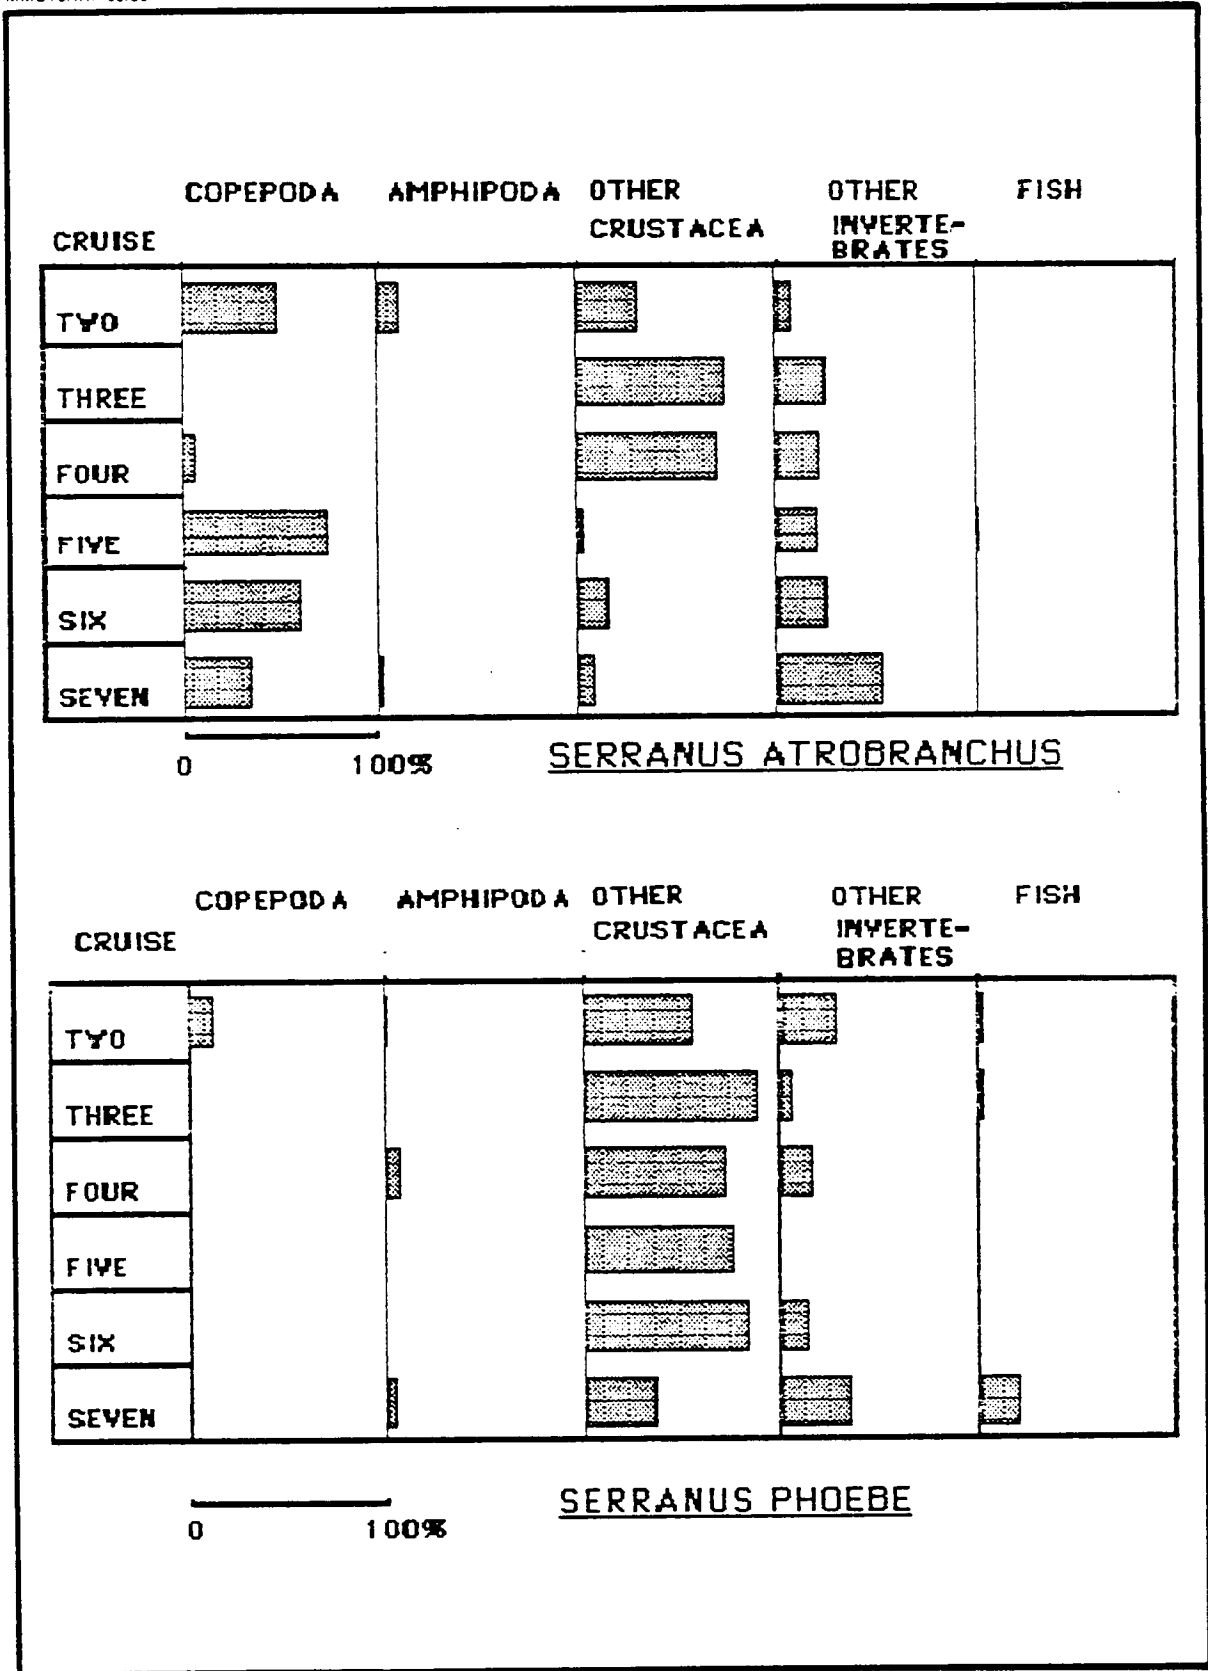 COPEPODA AMPHIPODA OTHER OTHER FISH
CRUSTACEA INVERTE-
CRUISE BRATES
TWO
THREE
FOUR
FIVE
SIX
SEVEN
0 100% SERRANUS ATROBRANCHUS
COPEPODA AMPHIPODA OTHER OTHER FISH
CRUSTACEA INVERTE-
CRUISE BRATES
TWO
THREE
FOUR
FIVE
SIX
SEVEN
SERRANUS PHOEBE
0 100%